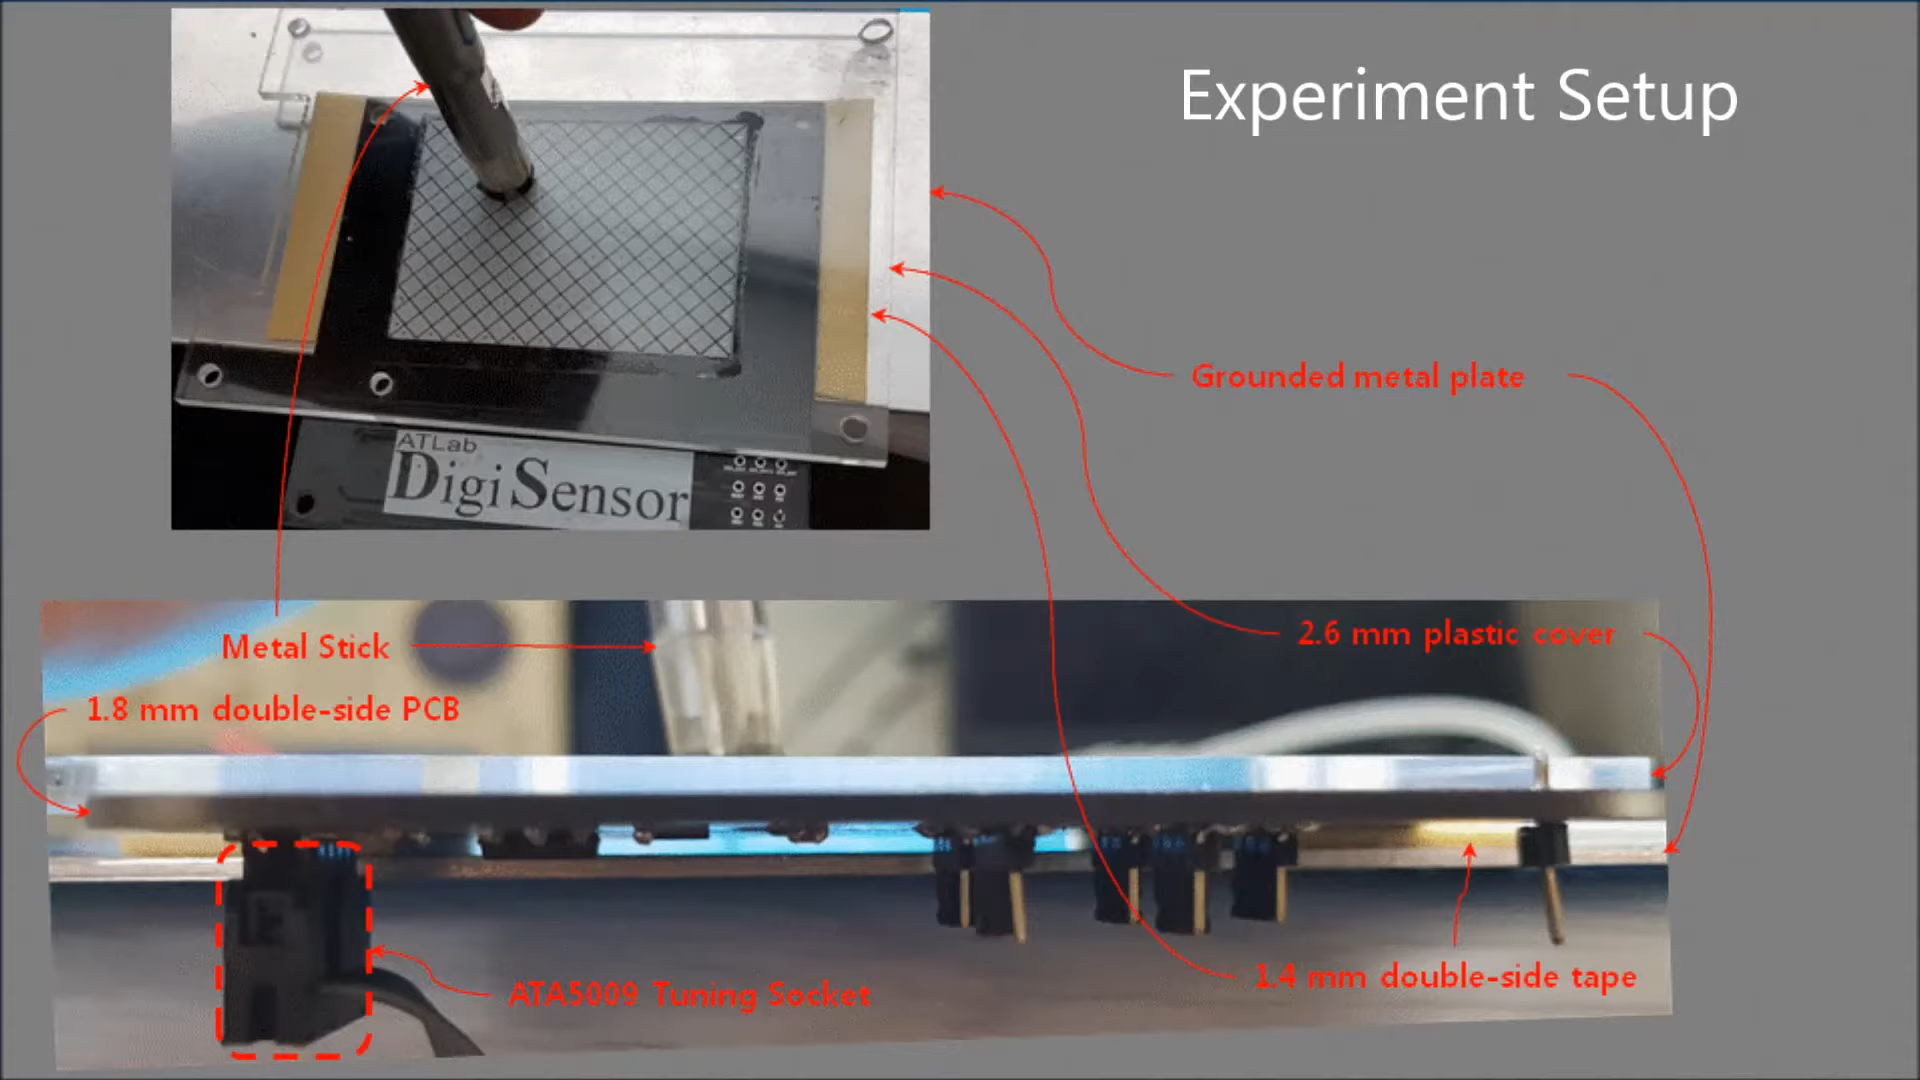 Experiment Setup
ATLab
DigiSensor
Grounded metal plate
2.6 mm plastic cover
Metal Stick
1.8 mm double-side PCB
ATA5009 Tuning Socket
1.4 mm double-side tape